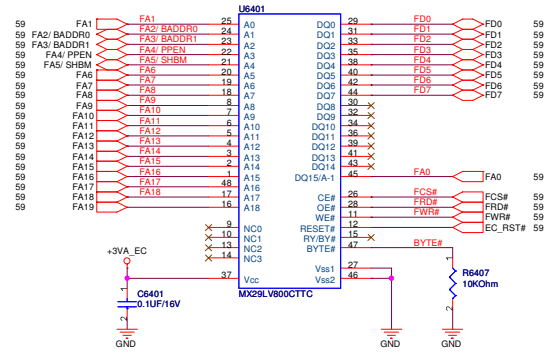 U6401
59 FA1 FA1 25 A0 DQ0 29 FD0 FD0 59
59 FA2/ BADDR0 FA2/ BADDR0 24 A1 DQ1 31 FD1 FD1 59
59 FA3/ BADDR1 FA3/ BADDR1 23 A2 DQ2 33 FD2 FD2 59
59 FA4/ PPEN FA4/ PPEN 22 A3 DQ3 35 FD3 FD3 59
59 FA5/ SHBM FA5/ SHBM 21 A4 DQ4 38 FD4 FD4 59
59 FA6 FA6 20 A5 DQ5 40 FD5 FD5 59
59 FA7 FA7 19 A6 DQ6 42 FD6 FD6 59
59 FA8 FA8 18 A7 DQ7 44 FD7 FD7 59
59 FA9 FA9 8 A8 DQ8 30
59 FA10 FA10 7 A9 DQ9 32
59 FA11 FA11 6 A10 DQ10 34
59 FA12 FA12 5 A11 DQ11 36
59 FA13 FA13 4 A12 DQ12 39
59 FA14 FA14 3 A13 DQ13 41
59 FA15 FA15 2 A14 DQ14 43
59 FA16 FA16 1 A15 DQ15/A-1 45 FA0 FA0 59
59 FA17 FA17 48 A16
59 FA18 FA18 17 A17 CE# 26 FCS# FCS# 59
59 FA19 16 A18 OE# 28 FRD# FRD# 59
WE# 11 FWR# FWR# 59
9 NC0 RESET# 12 EC_RST# 59
10 NC1 RY/BY# 15
13 NC2 BYTE# 47 BYTE#
14 NC3
+3VA_EC
Vss1 27
37 Vcc Vss2 46
MX29LV800CTTC
1 C6401 2
0.1UF/16V
1 R6407 2
10KOhm
GND GND GND